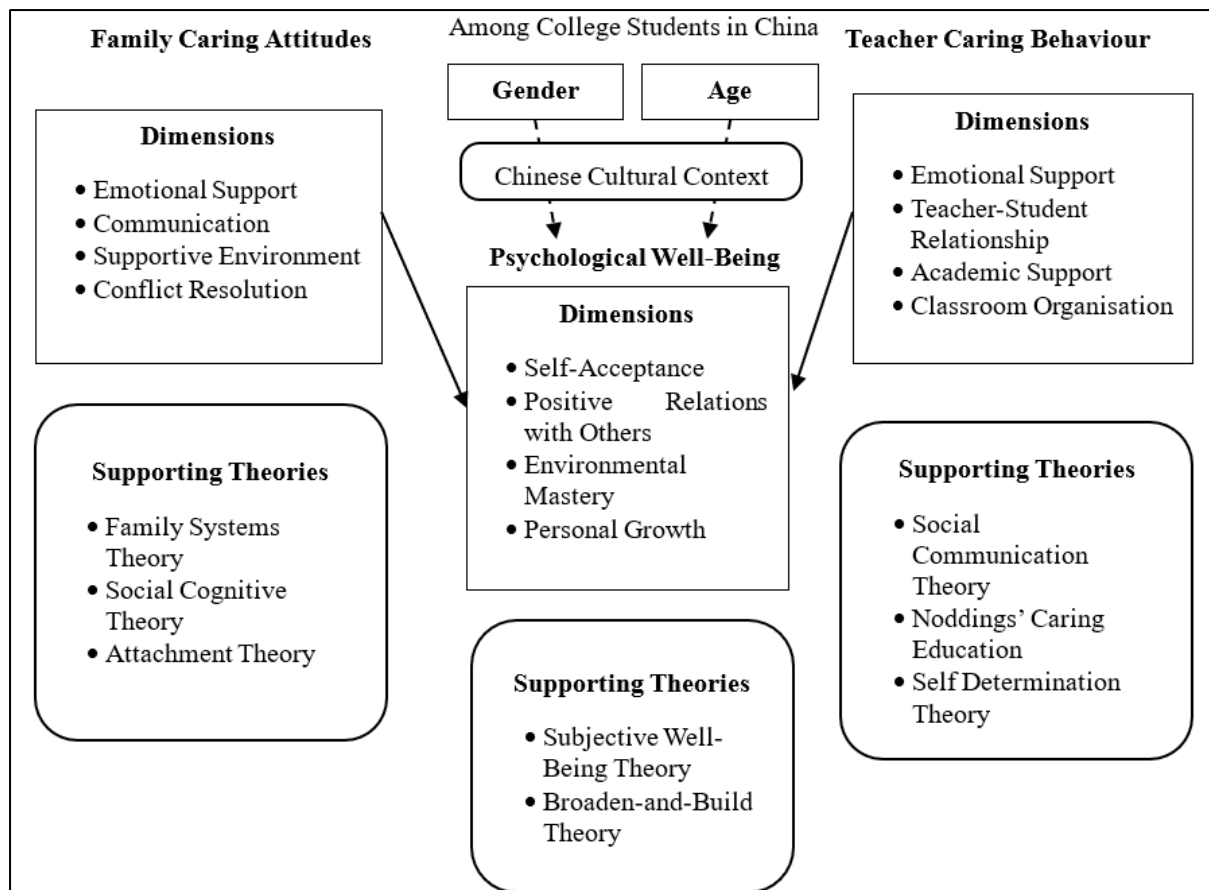 Family Caring Attitudes
Among College Students in China
Teacher Caring Behaviour
Gender
Age
Chinese Cultural Context
Dimensions
• Emotional Support
• Communication
• Supportive Environment
• Conflict Resolution
Psychological Well-Being
Dimensions
• Self-Acceptance
• Positive Relations
with Others
• Environmental
Mastery
• Personal Growth
Dimensions
• Emotional Support
• Teacher-Student
Relationship
• Academic Support
• Classroom Organisation
Supporting Theories
• Family Systems
Theory
• Social Cognitive
Theory
• Attachment Theory
Supporting Theories
• Subjective Well-
Being Theory
• Broaden-and-Build
Theory
Supporting Theories
• Social
Communication
Theory
• Noddings’ Caring
Education
• Self Determination
Theory